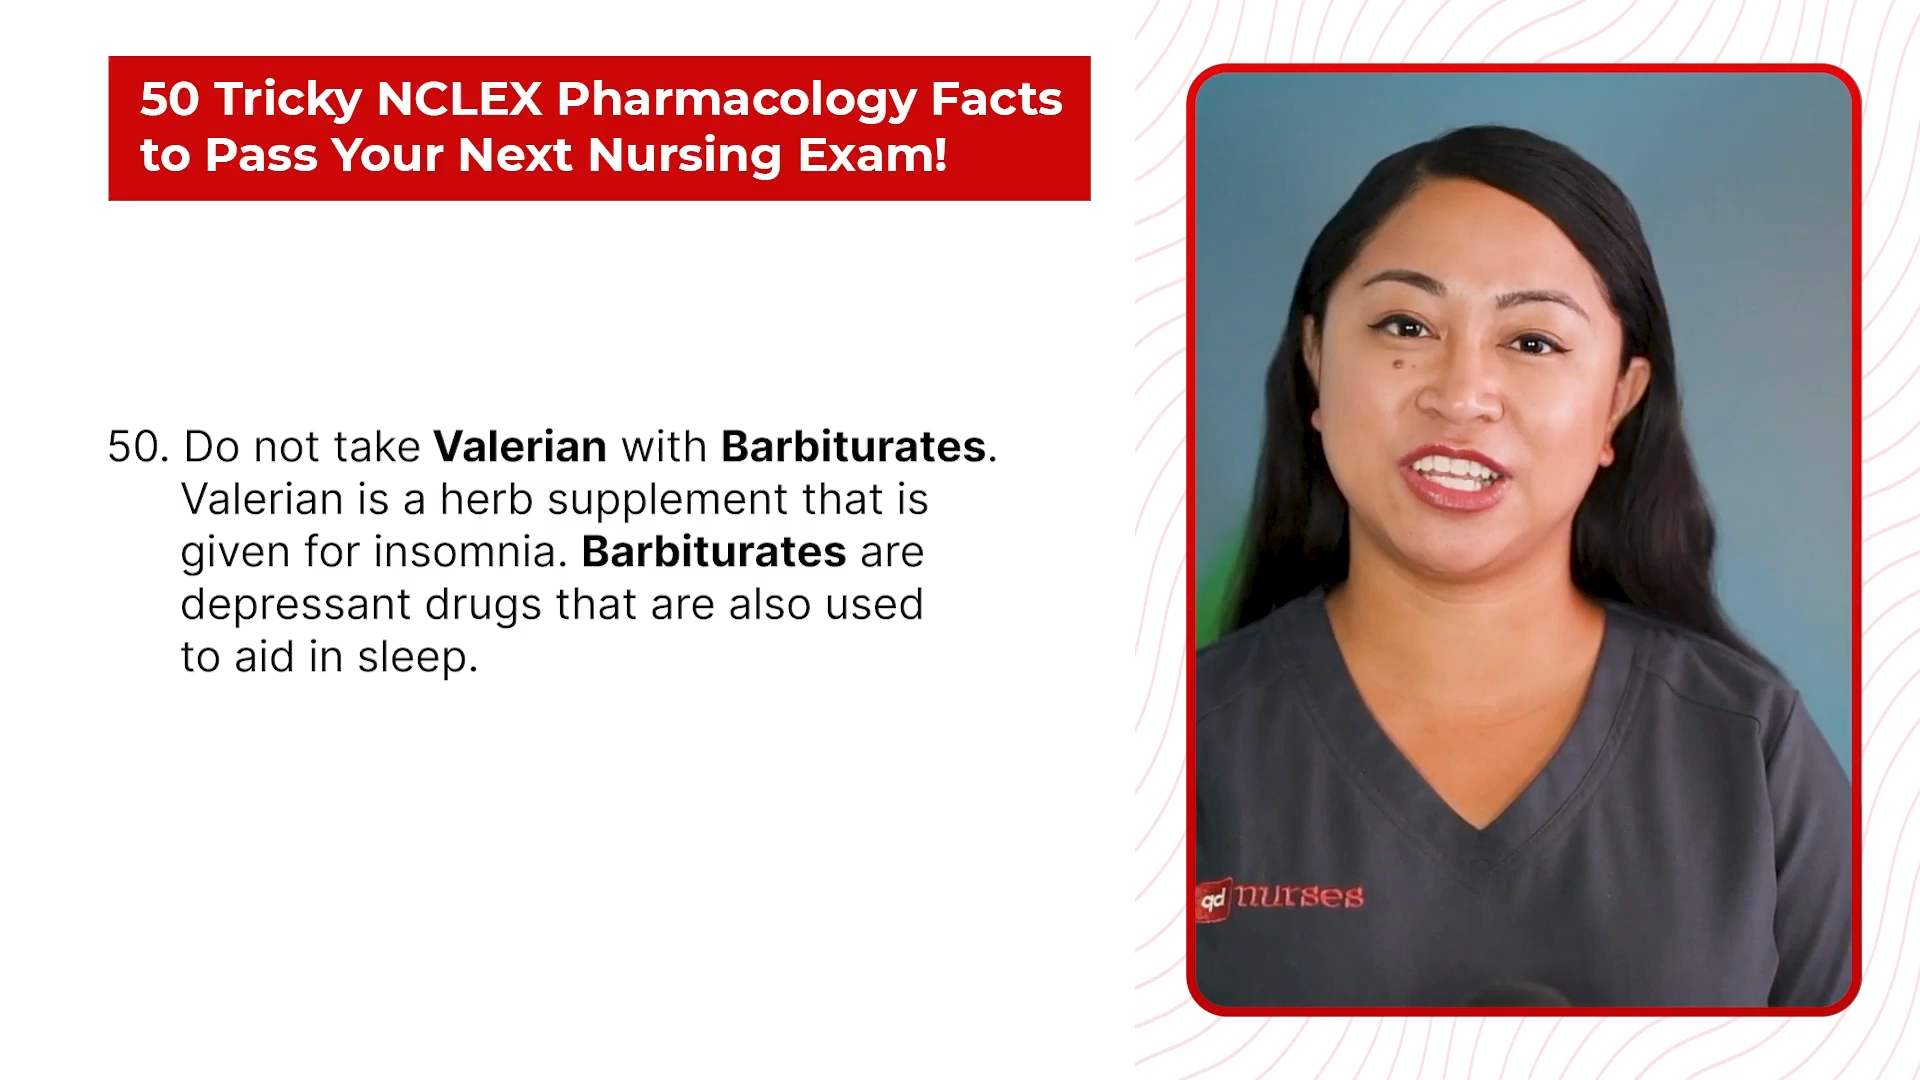 50 Tricky NCLEX Pharmacology Facts
to Pass Your Next Nursing Exam!
50. Do not take Valerian with Barbiturates.
Valerian is a herb supplement that is
given for insomnia. Barbiturates are
depressant drugs that are also used
to aid in sleep.
qd nurses